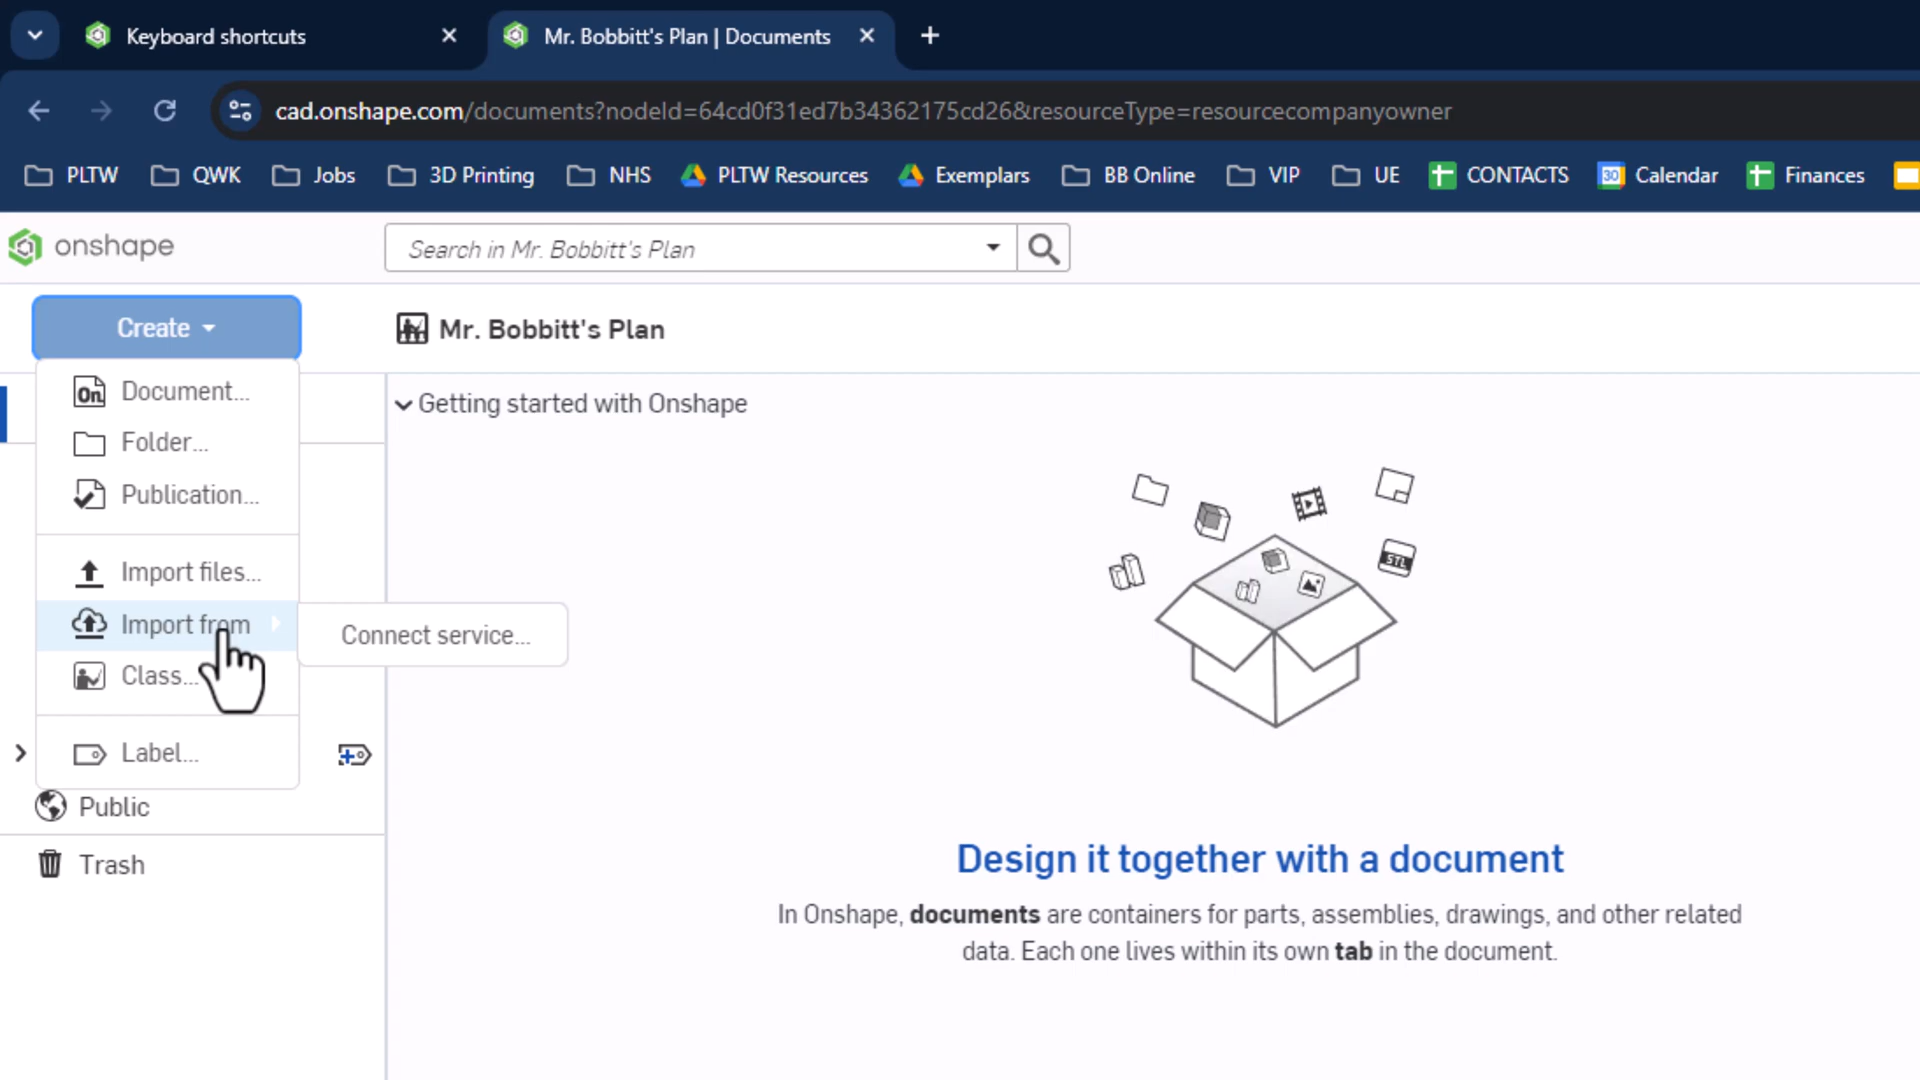 Keyboard shortcuts
Mr. Bobbitt's Plan | Documents
cad.onshape.com/documents?nodeId=64cd0f31ed7b34362175cd26&resourceType=resourcecompanyowner
PLTW QWK Jobs 3D Printing NHS PLTW Resources Exemplars BB Online VIP UE CONTACTS 30 Calendar Finances
onshape
Search in Mr. Bobbitt's Plan
Create
Mr. Bobbitt's Plan
On Document...
Folder...
Publication...
Import files...
Import from
Connect service...
Class...
Label...
Public
Trash
Getting started with Onshape
STL
Design it together with a document
In Onshape, documents are containers for parts, assemblies, drawings, and other related
data. Each one lives within its own tab in the document.